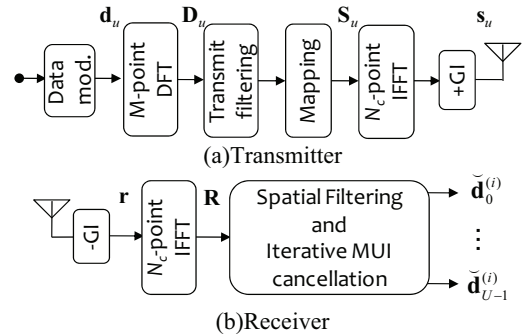 d_u D_u S_u s_u
Data mod.
M-point DFT
Transmit filtering
Mapping
N_c-point IFFT
+GI
(a)Transmitter
r R
-GI
N_c-point IFFT
Spatial Filtering
and
Iterative MUI
cancellation
d̆_0^(i)
⋮
d̆_{U-1}^(i)
(b)Receiver